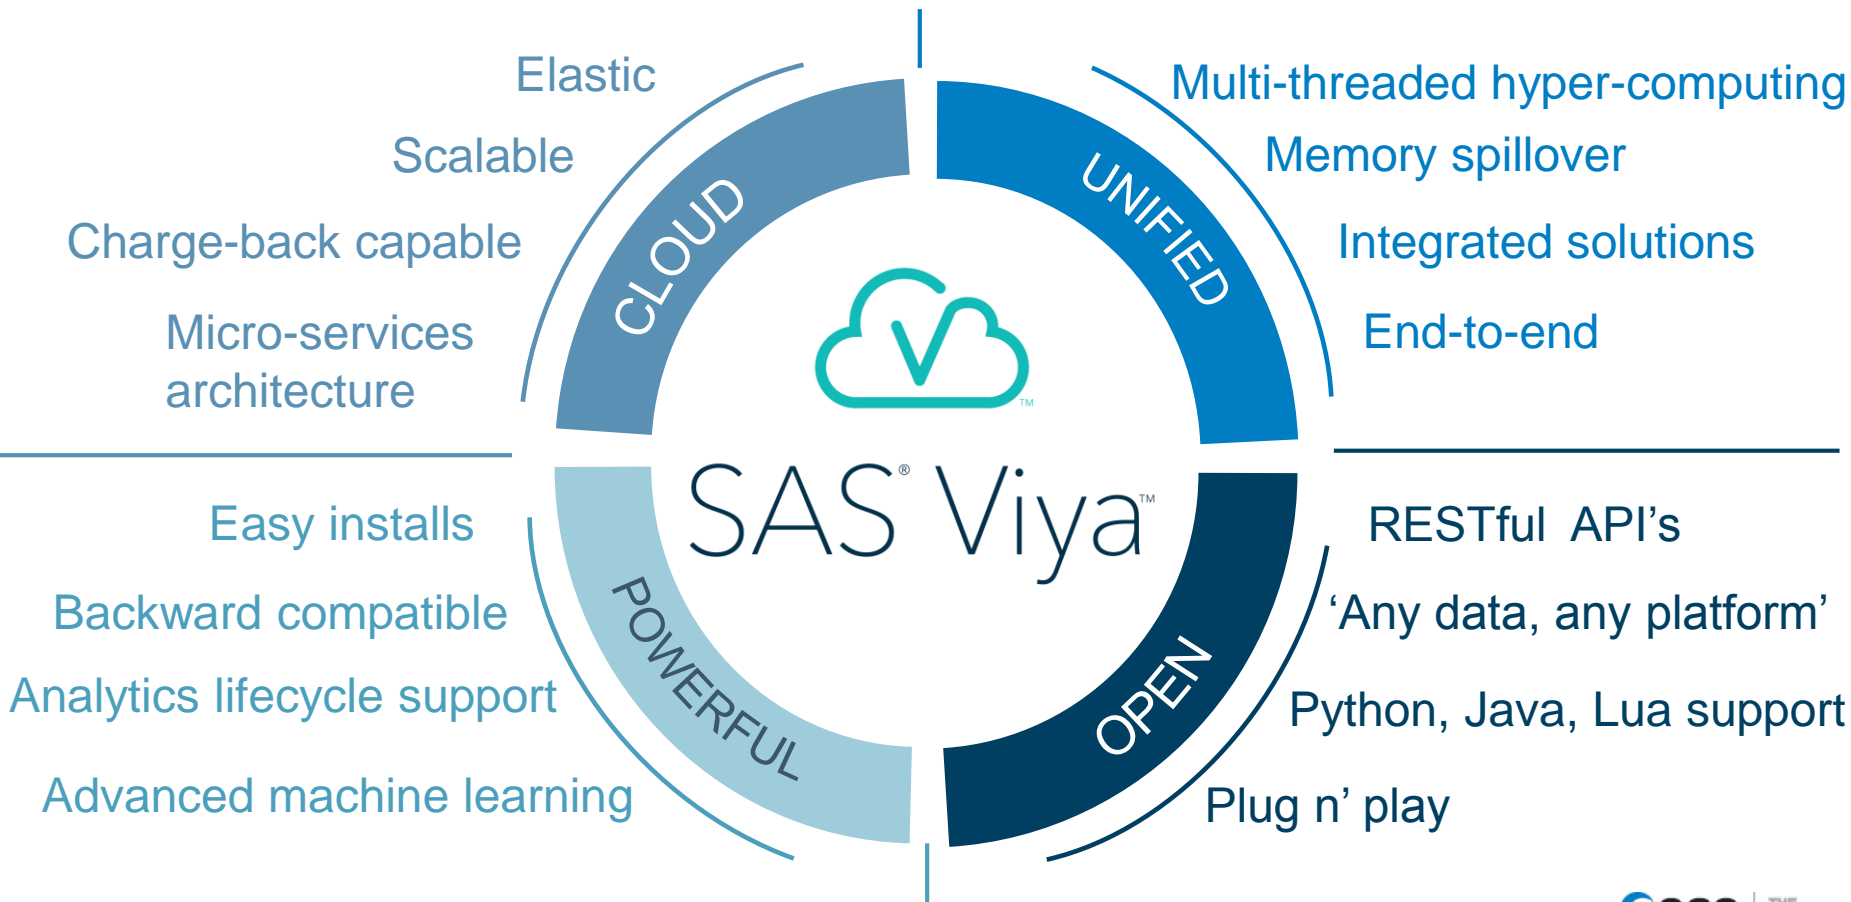 Elastic
Scalable
Charge-back capable
Micro-services
architecture
CLOUD
UNIFIED
Multi-threaded hyper-computing
Memory spillover
Integrated solutions
End-to-end
TM
SAS® Viya™
Easy installs
Backward compatible
Analytics lifecycle support
Advanced machine learning
POWERFUL
OPEN
RESTful API’s
‘Any data, any platform’
Python, Java, Lua support
Plug n’ play